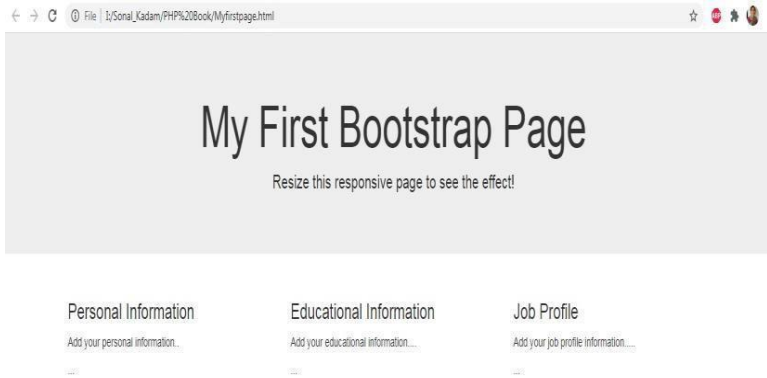 File | I:/Sonal_Kadam/PHP%20Book/Myfirstpage.html
ABP
My First Bootstrap Page
Resize this responsive page to see the effect!
Personal Information
Add your personal information..
...
Educational Information
Add your educational information....
...
Job Profile
Add your job profile information.....
...